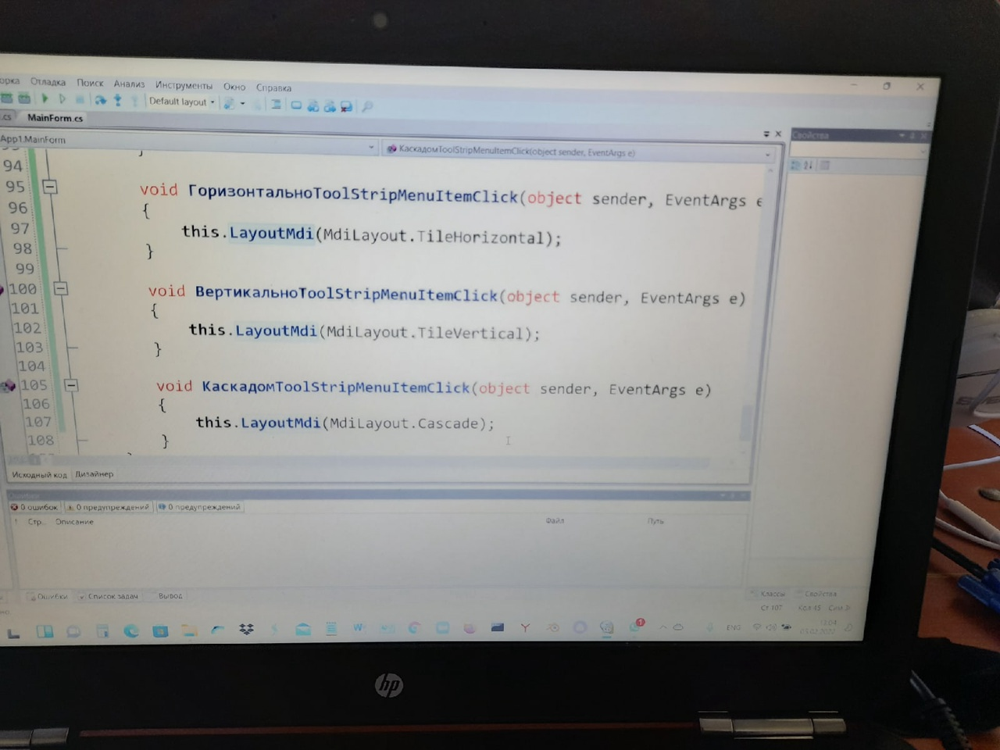 Отладка Поиск Анализ Инструменты Окно Справка
Default layout
.cs MainForm.cs
App1.MainForm
КаскадомToolStripMenuItemClick(object sender, EventArgs e)
Свойства
94
95 void ГоризонтальноToolStripMenuItemClick(object sender, EventArgs e
96 {
97 this.LayoutMdi(MdiLayout.TileHorizontal);
98 }
99
100 void ВертикальноToolStripMenuItemClick(object sender, EventArgs e)
101 {
102 this.LayoutMdi(MdiLayout.TileVertical);
103 }
104
105 void КаскадомToolStripMenuItemClick(object sender, EventArgs e)
106 {
107 this.LayoutMdi(MdiLayout.Cascade);
108 }
Исходный код Дизайнер
Ошибки
0 ошибок 0 предупреждений 0 предупреждений
! Стр. Описание Файл Путь
Ошибки Список задач Вывод
Классы Свойства
Ст 107 Кол 45
ENG
hp